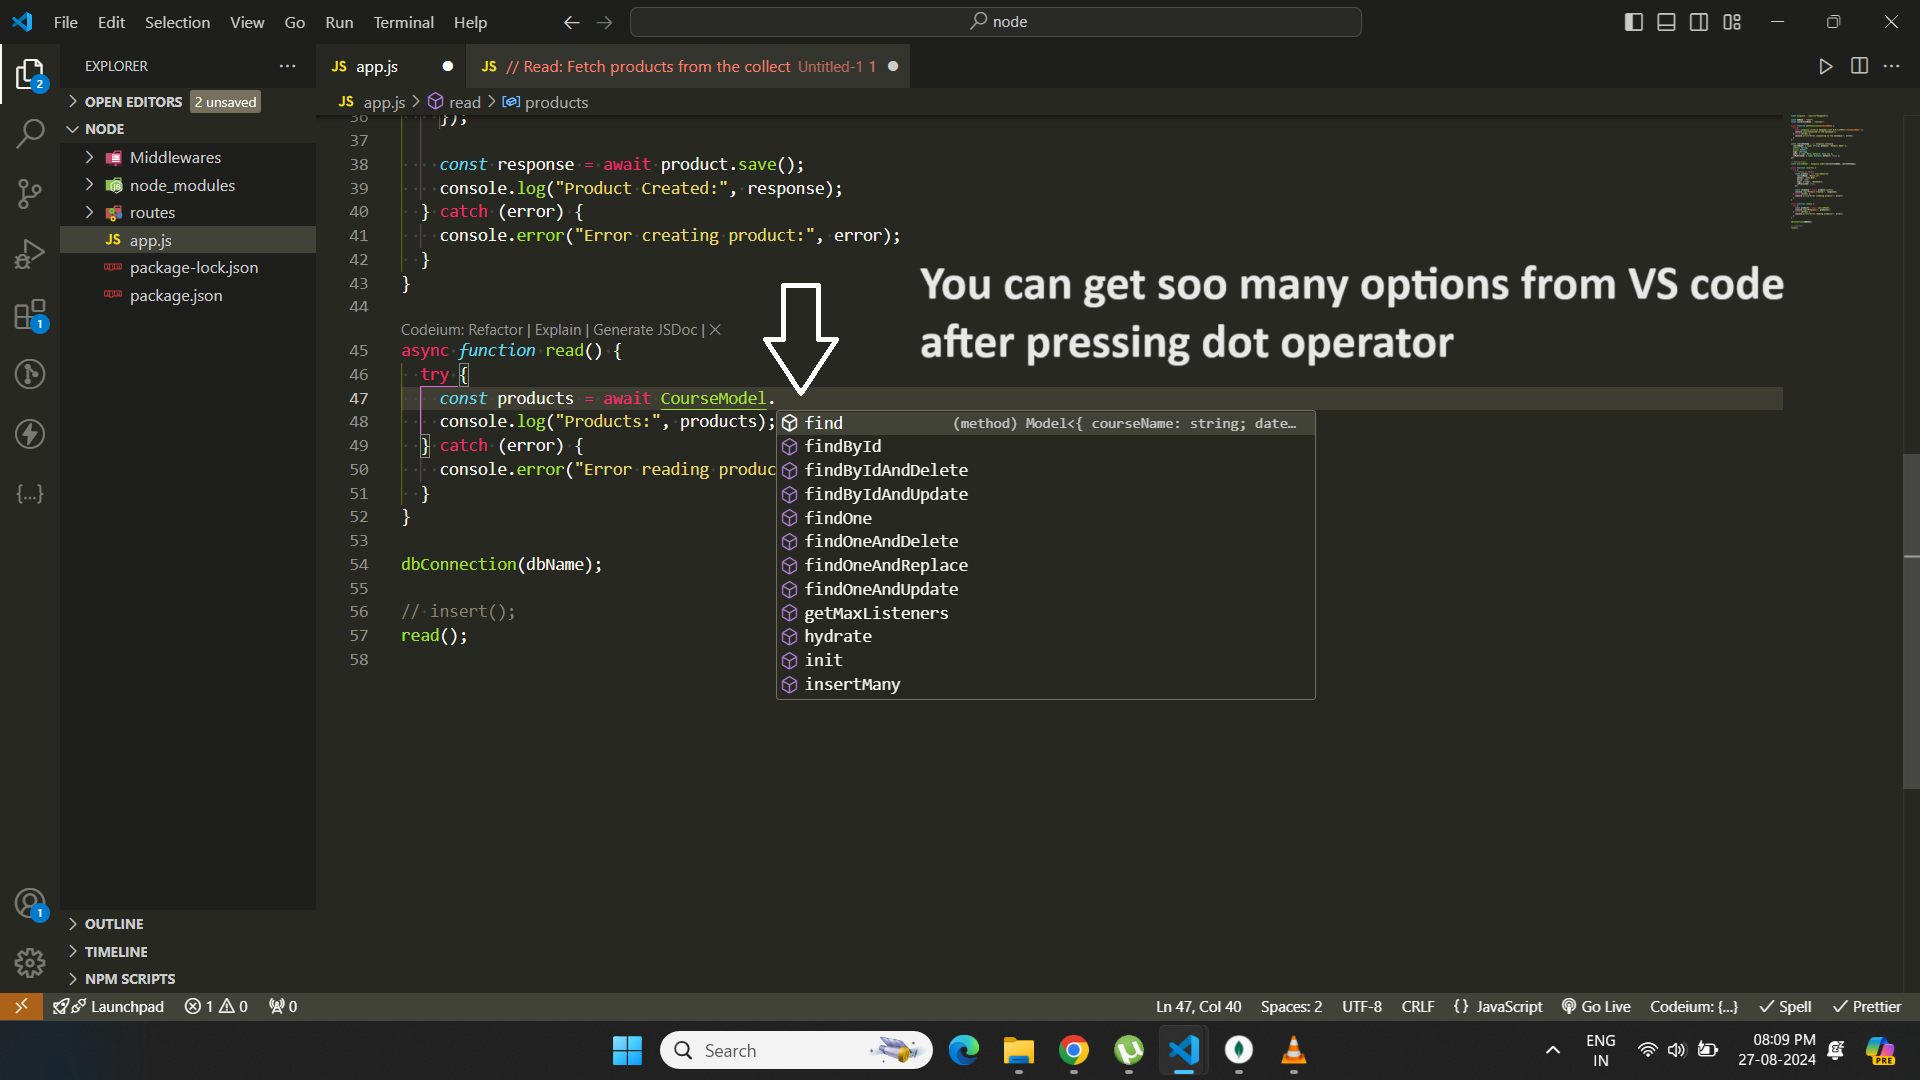 File Edit Selection View Go Run Terminal Help
node
EXPLORER
JS app.js
JS // Read: Fetch products from the collect Untitled-1 1
OPEN EDITORS 2 unsaved
JS app.js > read > products
NODE
Middlewares
node_modules
routes
JS app.js
package-lock.json
package.json
36 });
37
38 const response = await product.save();
39 console.log("Product Created:", response);
40 } catch (error) {
41 console.error("Error creating product:", error);
42 }
43 }
44
You can get soo many options from VS code
after pressing dot operator
Codeium: Refactor | Explain | Generate JSDoc | X
45 async function read() {
46 try {
47 const products = await CourseModel.
48 console.log("Products:", products);
49 } catch (error) {
50 console.error("Error reading produc
51 }
52 }
53
54 dbConnection(dbName);
55
56 // insert();
57 read();
58
find (method) Model<{ courseName: string; date…
findById
findByIdAndDelete
findByIdAndUpdate
findOne
findOneAndDelete
findOneAndReplace
findOneAndUpdate
getMaxListeners
hydrate
init
insertMany
2
1
1
OUTLINE
TIMELINE
NPM SCRIPTS
Launchpad 1 0 0
Ln 47, Col 40 Spaces: 2 UTF-8 CRLF {} JavaScript Go Live Codeium: {...} Spell Prettier
Search
ENG
IN
08:09 PM
27-08-2024
PRE